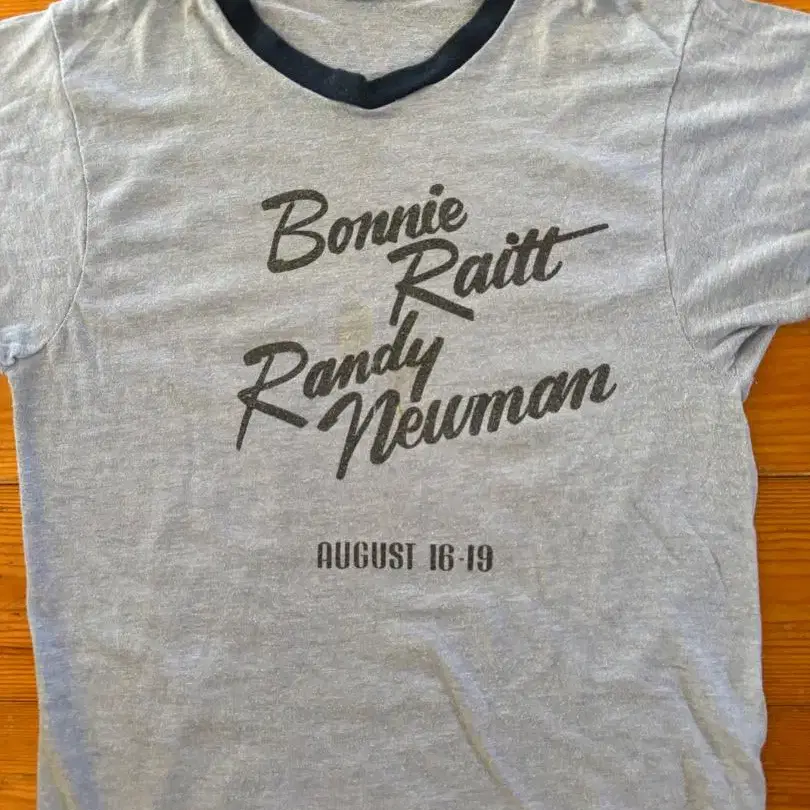 Bonnie
Raitt
Randy
Newman
AUGUST 16-19